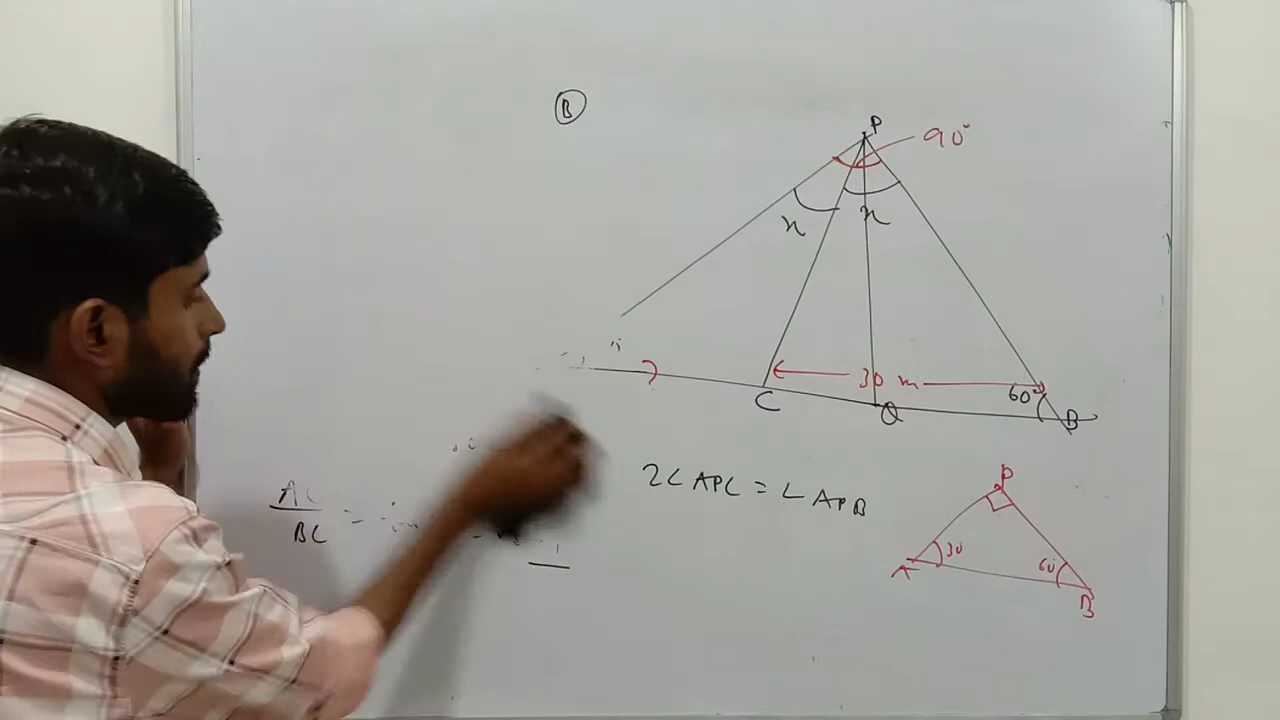 B
P
90°
x
x
30 m
60°
C
Q
B
2∠APC = ∠APB
AC
BC
=
P
30
60
A
B